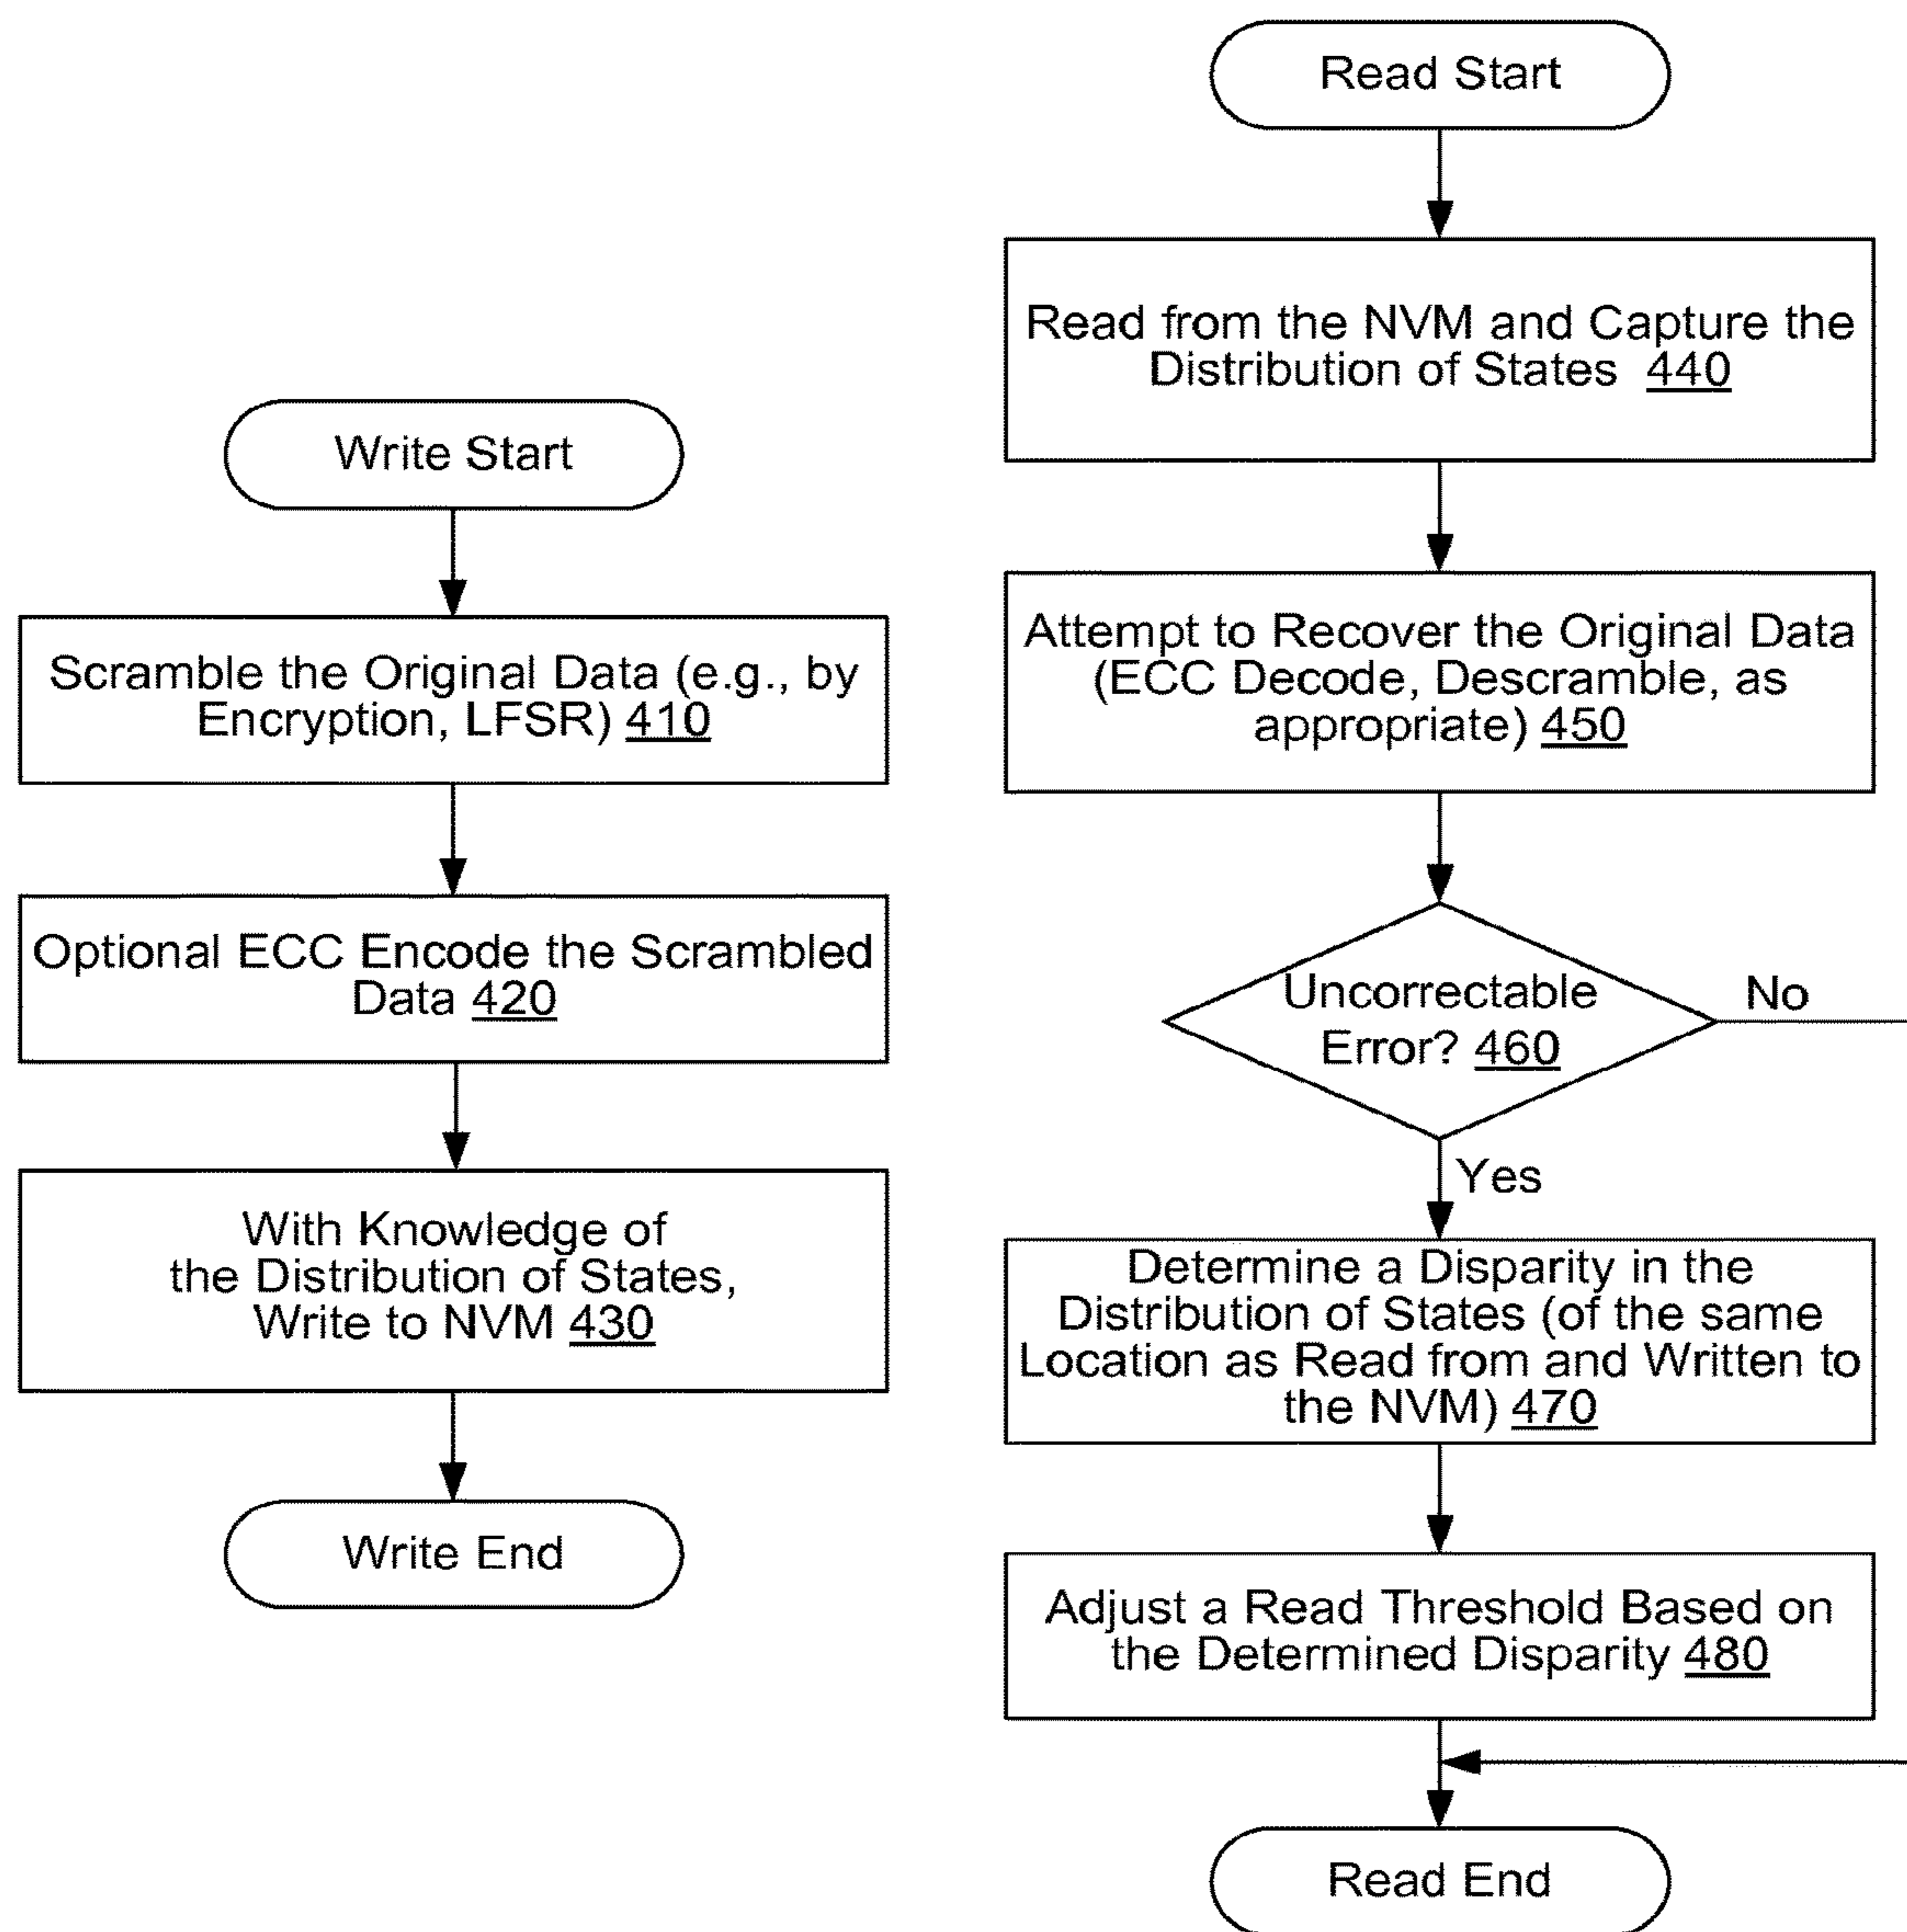 Write Start
Scramble the Original Data (e.g., by
Encryption, LFSR) 410
Optional ECC Encode the Scrambled
Data 420
With Knowledge of
the Distribution of States,
Write to NVM 430
Write End
Read Start
Read from the NVM and Capture the
Distribution of States 440
Attempt to Recover the Original Data
(ECC Decode, Descramble, as
appropriate) 450
Uncorrectable
Error? 460
No
Yes
Determine a Disparity in the
Distribution of States (of the same
Location as Read from and Written to
the NVM) 470
Adjust a Read Threshold Based on
the Determined Disparity 480
Read End